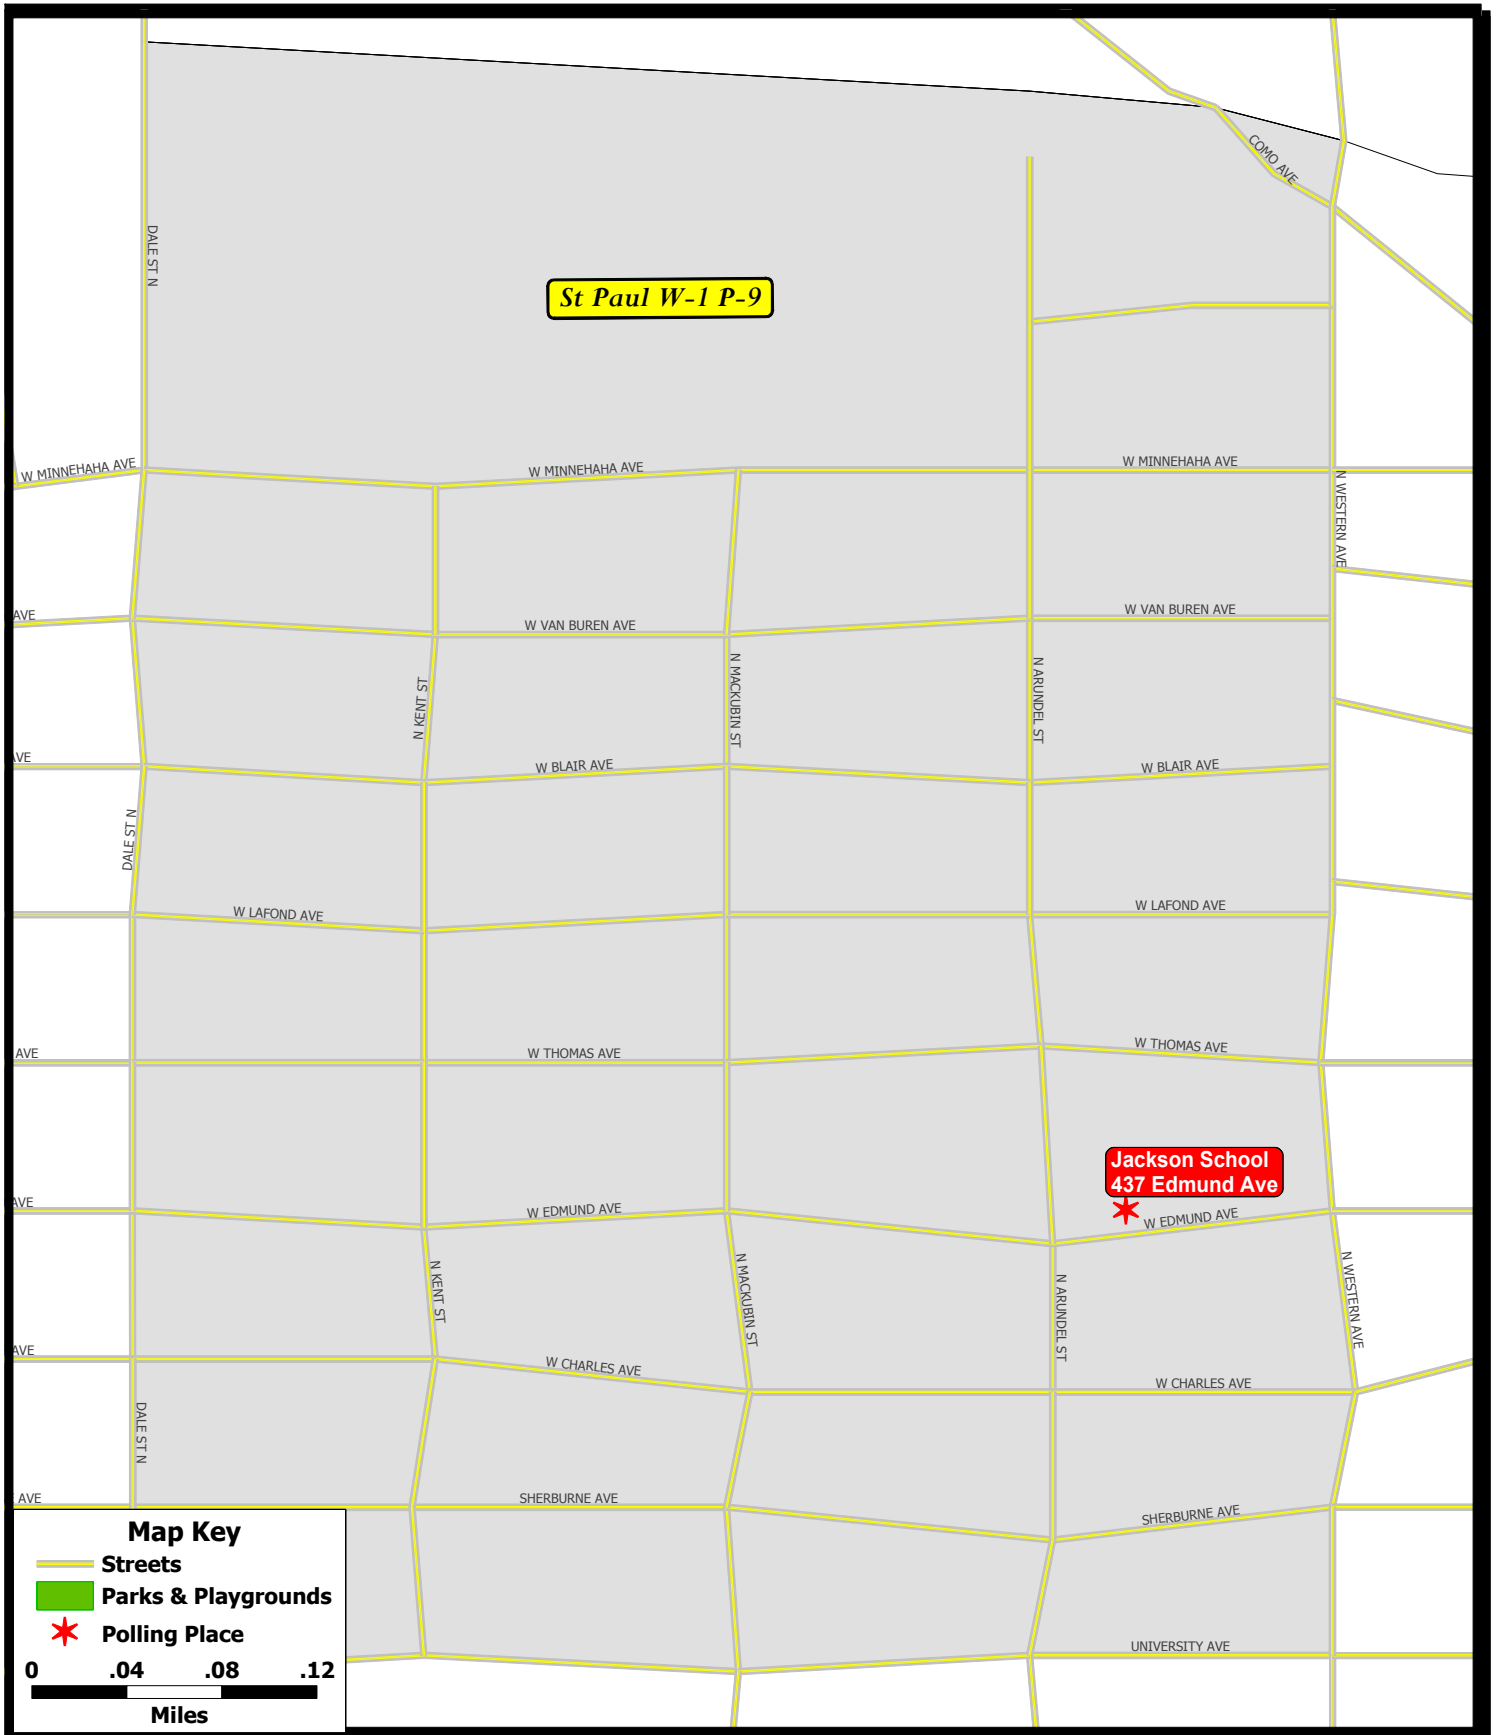 COMO AVE
DALE ST N
St Paul W-1 P-9
W MINNEHAHA AVE
W MINNEHAHA AVE
W MINNEHAHA AVE
N WESTERN AVE
AVE
W VAN BUREN AVE
W VAN BUREN AVE
N KENT ST
N MACKUBIN ST
N ARUNDEL ST
AVE
W BLAIR AVE
W BLAIR AVE
DALE ST N
W LAFOND AVE
W LAFOND AVE
AVE
W THOMAS AVE
W THOMAS AVE
Jackson School
437 Edmund Ave
AVE
W EDMUND AVE
W EDMUND AVE
N KENT ST
N MACKUBIN ST
N ARUNDEL ST
N WESTERN AVE
AVE
W CHARLES AVE
W CHARLES AVE
DALE ST N
AVE
SHERBURNE AVE
SHERBURNE AVE
UNIVERSITY AVE
Map Key
Streets
Parks & Playgrounds
Polling Place
0 .04 .08 .12
Miles